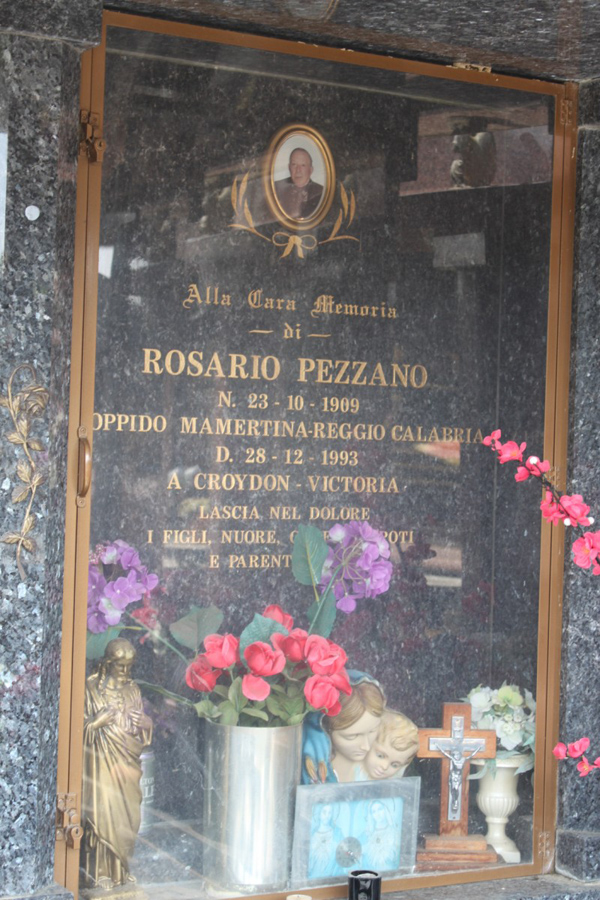 Alla Cara Memoria
— di —
ROSARIO PEZZANO
N. 23 - 10 - 1909
OPPIDO MAMERTINA-REGGIO CALABRIA
D. 28 - 12 - 1993
A CROYDON - VICTORIA
LASCIA NEL DOLORE
I FIGLI, NUORE,
E